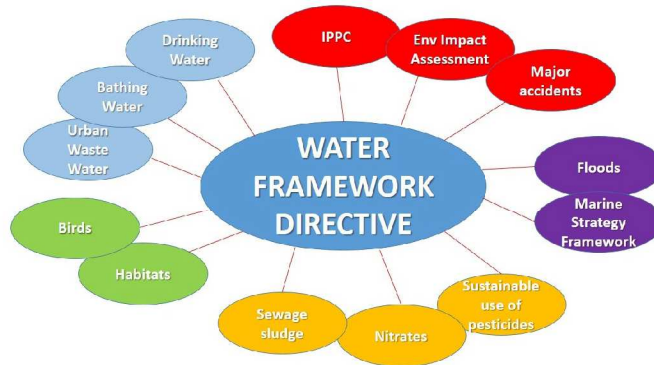 Drinking
Water
IPPC
Env Impact
Assessment
Major
accidents
Bathing
Water
Urban
Waste
Water
WATER
FRAMEWORK
DIRECTIVE
Floods
Marine
Strategy
Framework
Birds
Habitats
Sewage
sludge
Nitrates
Sustainable
use of
pesticides